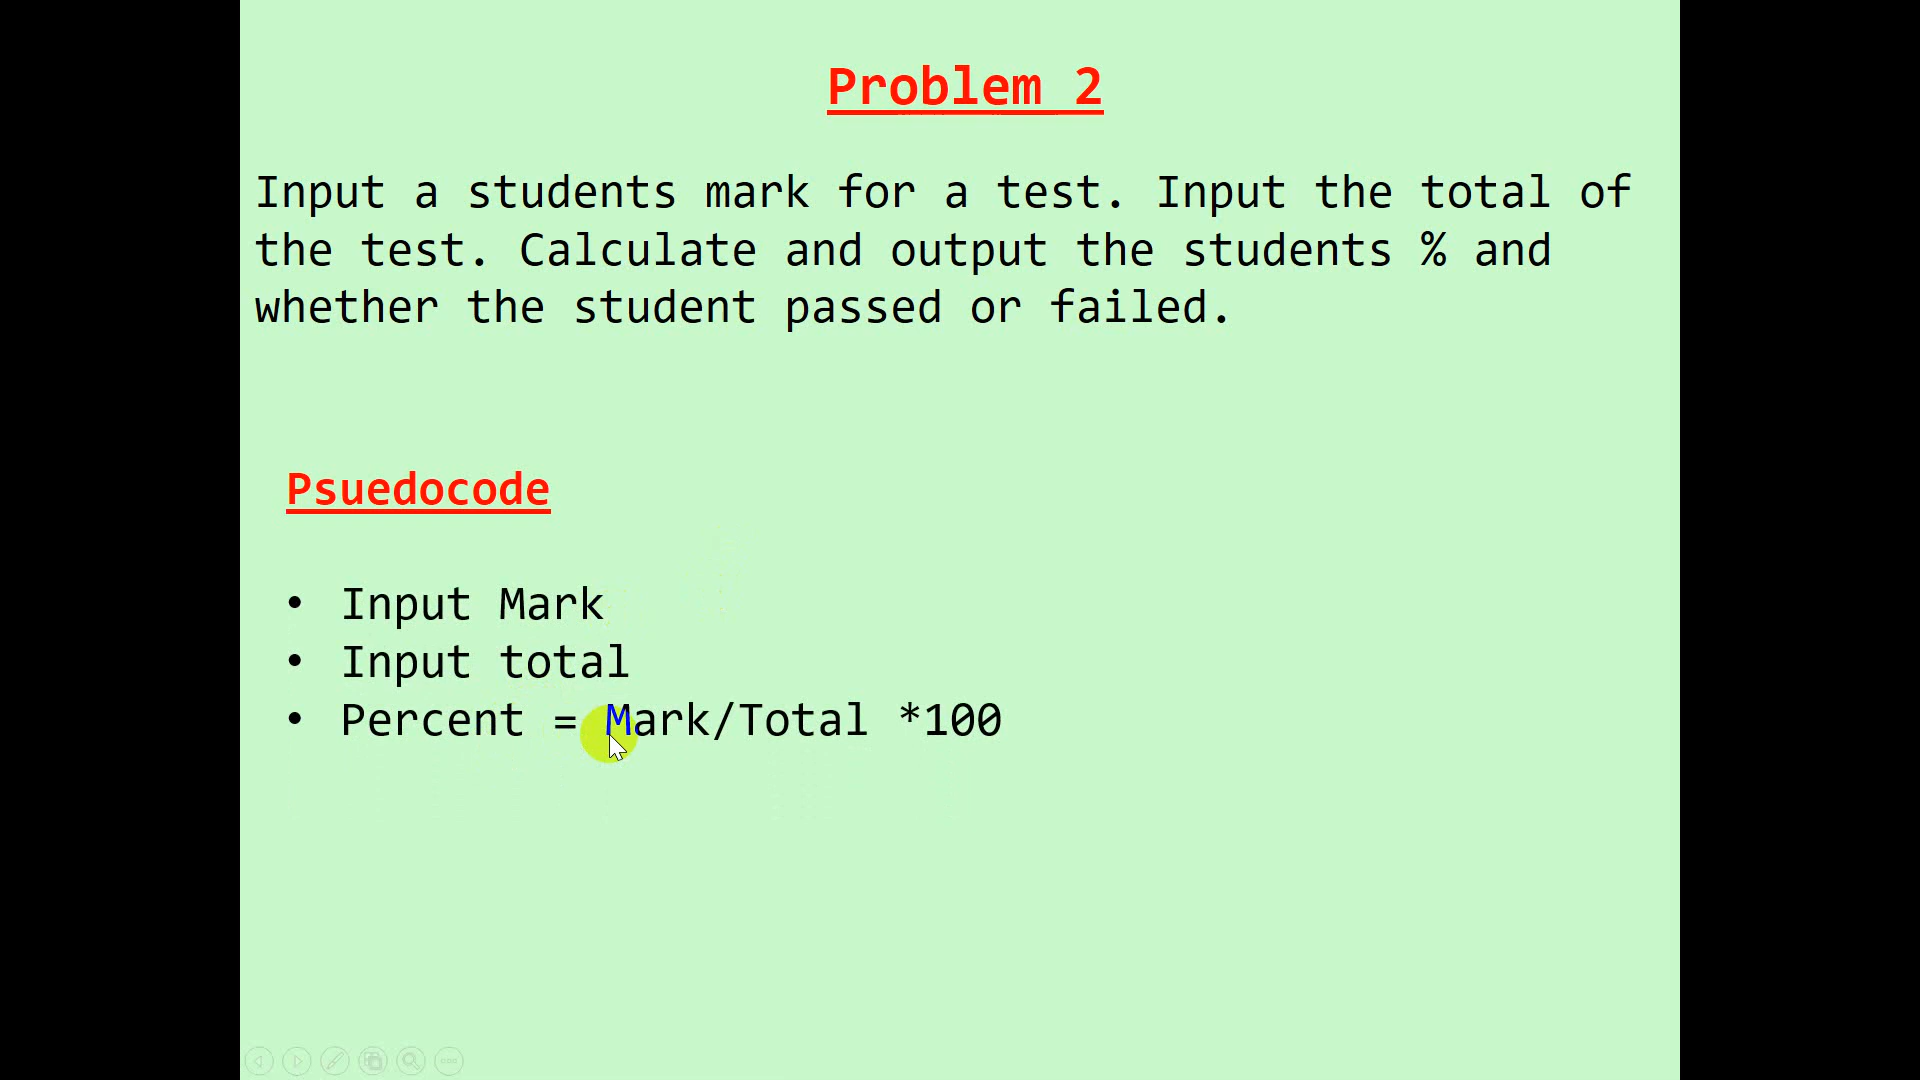 Problem 2
Input a students mark for a test. Input the total of
the test. Calculate and output the students % and
whether the student passed or failed.
Psuedocode
• Input Mark
• Input total
• Percent = Mark/Total *100